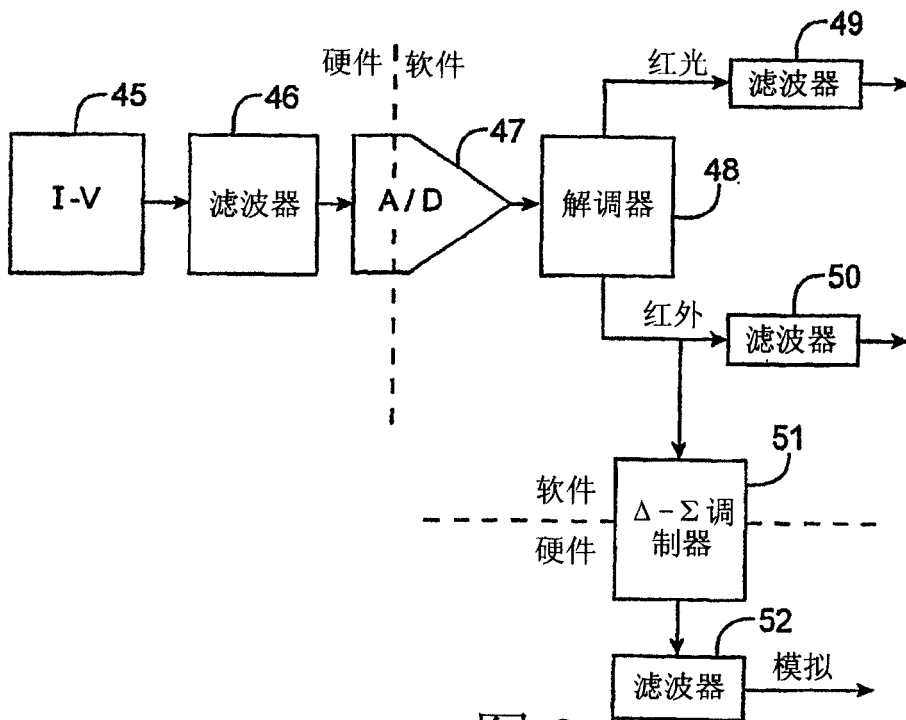 49
硬件 软件
红光
滤波器
45
46
47
I-V
滤波器
A/D
解调器
48
50
红外
滤波器
51
软件
Δ-Σ调
制器
硬件
52
滤波器
模拟